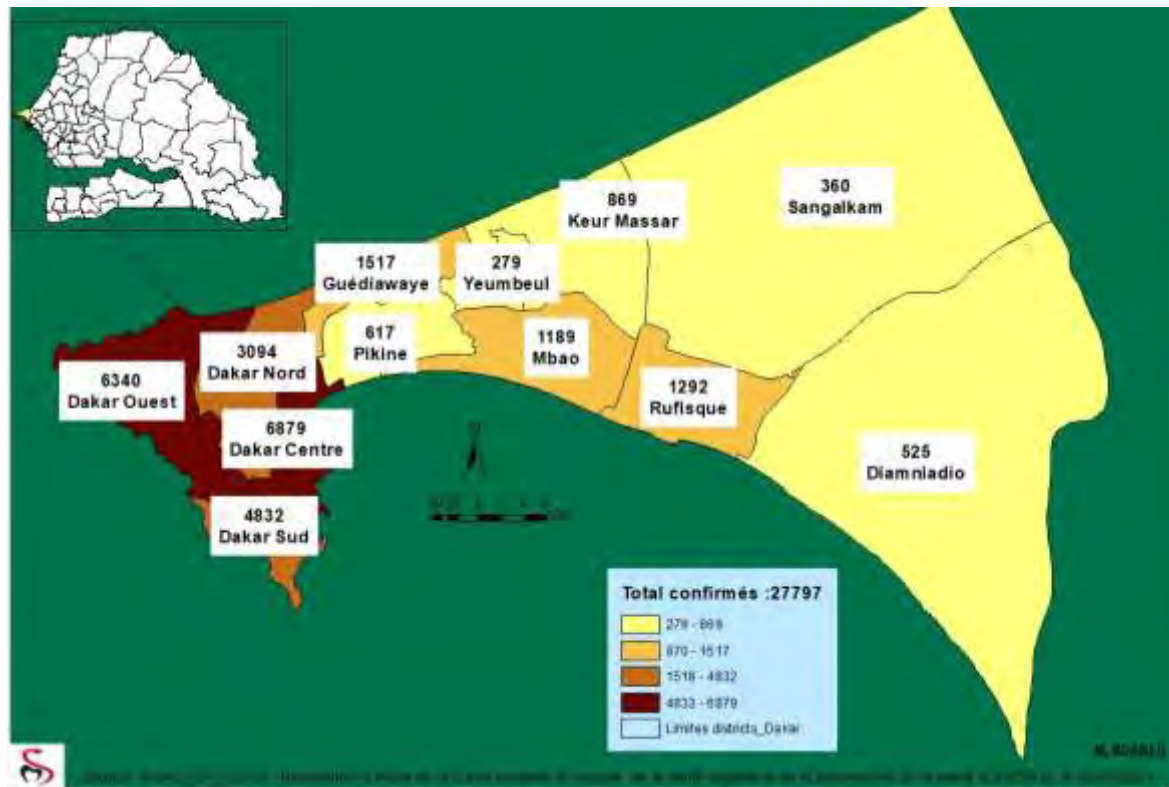 360
Sangalkam
869
Keur Massar
1517
Guédiawaye
279
Yeumbeul
617
Pikine
1189
Mbao
3094
Dakar Nord
6340
Dakar Ouest
1292
Rufisque
6879
Dakar Centre
525
Diamniadio
4832
Dakar Sud
Total confirmés :27797
279 - 869
870 - 1517
1518 - 4832
4833 - 6879
Limites districts_Dakar